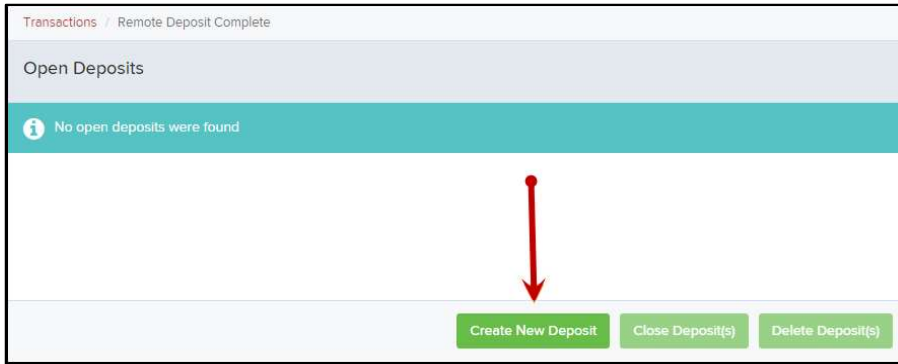 Transactions / Remote Deposit Complete
Open Deposits
No open deposits were found
Create New Deposit Close Deposit(s) Delete Deposit(s)